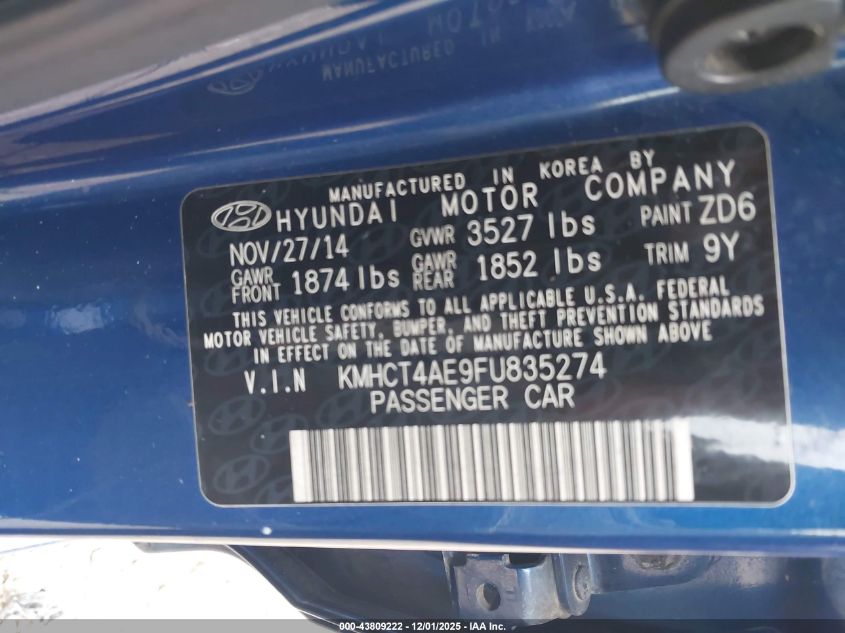 MANUFACTURED IN KOREA BY
HYUNDAI MOTOR COMPANY
NOV/27/14 GVWR 3527 lbs PAINT ZD6
GAWR FRONT 1874 lbs GAWR REAR 1852 lbs TRIM 9Y
THIS VEHICLE CONFORMS TO ALL APPLICABLE U.S.A. FEDERAL
MOTOR VEHICLE SAFETY, BUMPER, AND THEFT PREVENTION STANDARDS
IN EFFECT ON THE DATE OF MANUFACTURE SHOWN ABOVE
V.I.N KMHCT4AE9FU835274
PASSENGER CAR
000-43809222 - 12/01/2025 - IAA Inc.